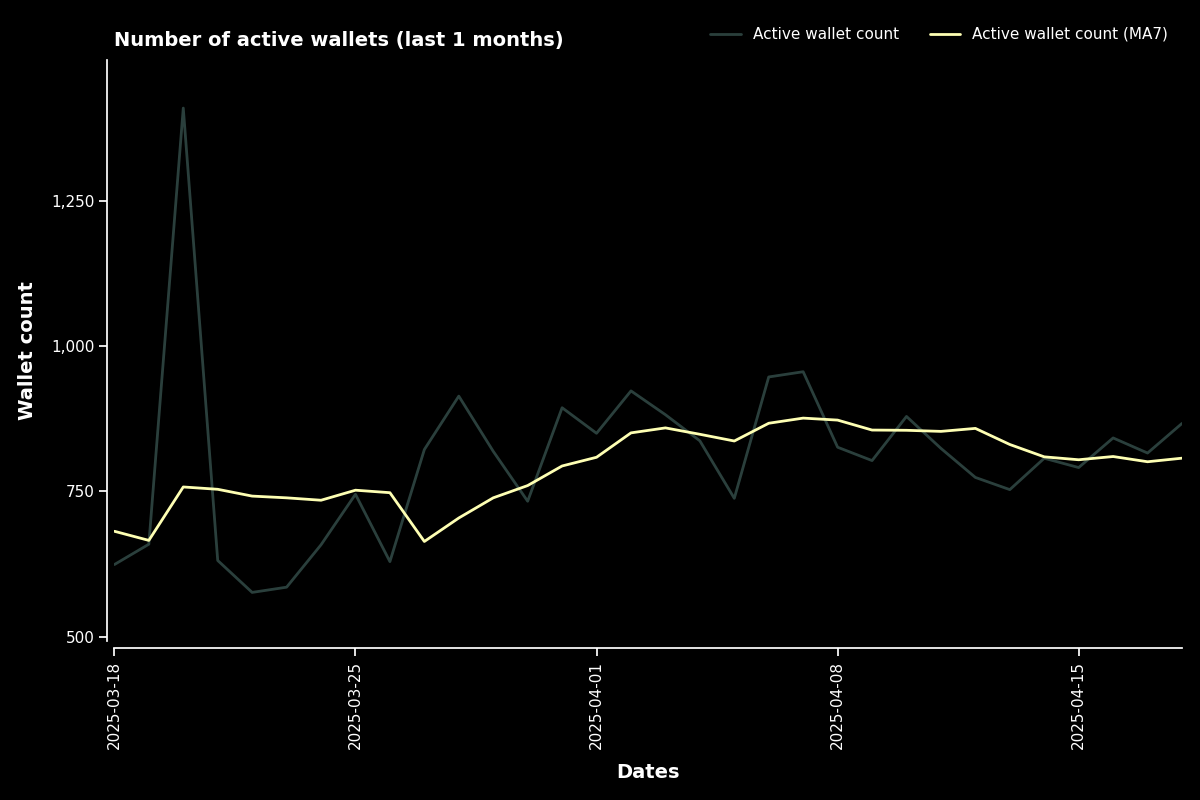 Number of active wallets (last 1 months)
Active wallet count
Active wallet count (MA7)
Wallet count
1,250
1,000
750
500
2025-03-18
2025-03-25
2025-04-01
2025-04-08
2025-04-15
Dates